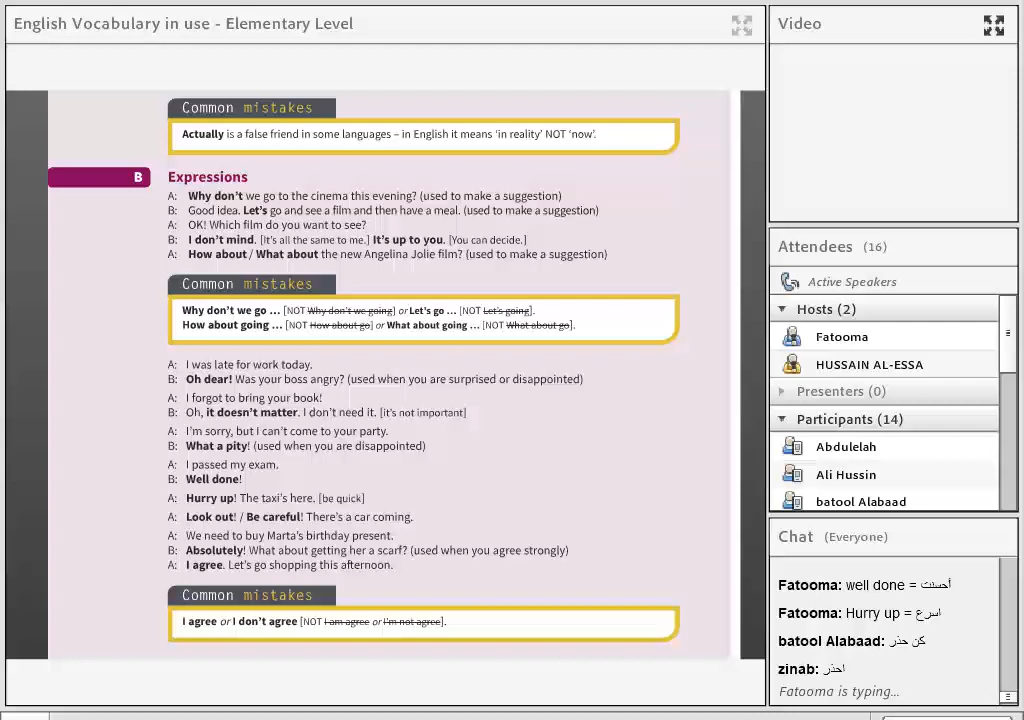 English Vocabulary in use - Elementary Level
Common mistakes
Actually is a false friend in some languages – in English it means ‘in reality’ NOT ‘now’.
B
Expressions
A: Why don’t we go to the cinema this evening? (used to make a suggestion)
B: Good idea. Let’s go and see a film and then have a meal. (used to make a suggestion)
A: OK! Which film do you want to see?
B: I don’t mind. [It’s all the same to me.] It’s up to you. [You can decide.]
A: How about / What about the new Angelina Jolie film? (used to make a suggestion)
Common mistakes
Why don’t we go ... [NOT Why don’t we going] or Let’s go ... [NOT Let’s going].
How about going ... [NOT How about go] or What about going ... [NOT What about go].
A: I was late for work today.
B: Oh dear! Was your boss angry? (used when you are surprised or disappointed)
A: I forgot to bring your book!
B: Oh, it doesn’t matter. I don’t need it. [it’s not important]
A: I’m sorry, but I can’t come to your party.
B: What a pity! (used when you are disappointed)
A: I passed my exam.
B: Well done!
A: Hurry up! The taxi’s here. [be quick]
A: Look out! / Be careful! There’s a car coming.
A: We need to buy Marta’s birthday present.
B: Absolutely! What about getting her a scarf? (used when you agree strongly)
A: I agree. Let’s go shopping this afternoon.
Common mistakes
I agree or I don’t agree [NOT I am agree or I’m not agree].
Video
Attendees (16)
Active Speakers
Hosts (2)
Fatooma
HUSSAIN AL-ESSA
Presenters (0)
Participants (14)
Abdulelah
Ali Hussin
batool Alabaad
Chat (Everyone)
Fatooma: well done = أحسنت
Fatooma: Hurry up = اسرع
batool Alabaad: كن حذر
zinab: احذر
Fatooma is typing...